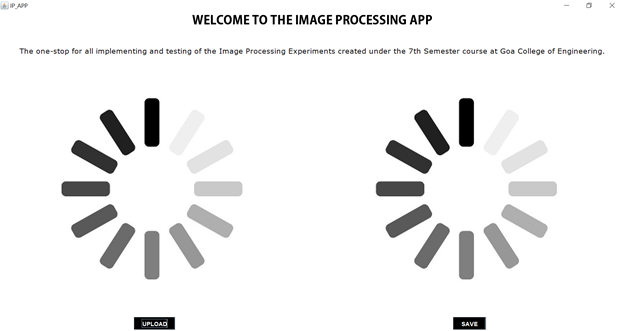 IP_APP
WELCOME TO THE IMAGE PROCESSING APP
The one-stop for all implementing and testing of the Image Processing Experiments created under the 7th Semester course at Goa College of Engineering.
UPLOAD
SAVE